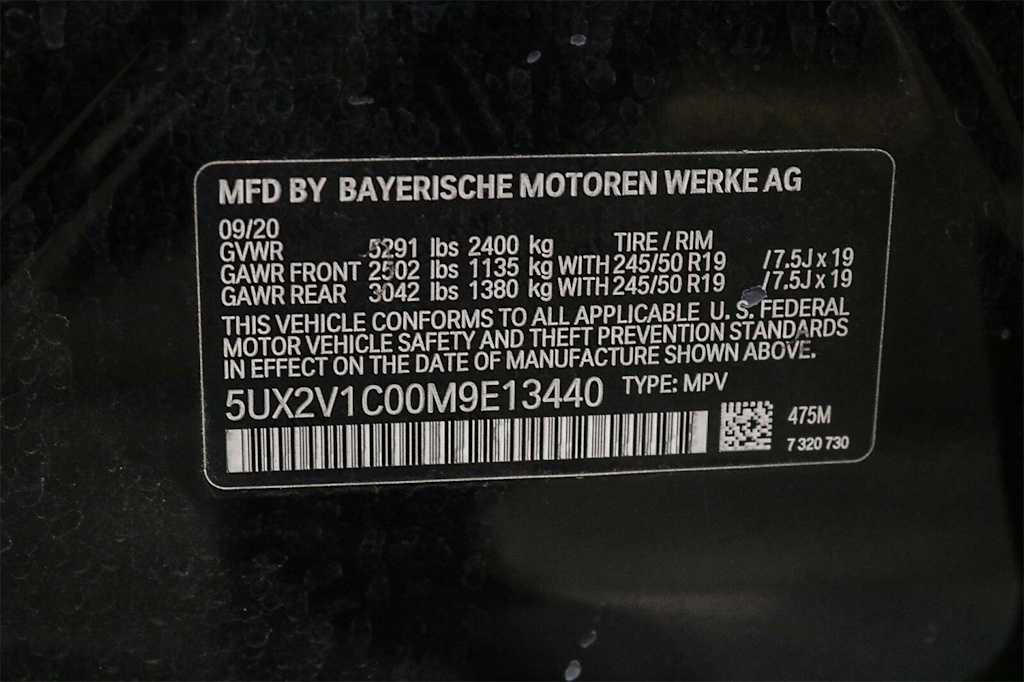 MFD BY BAYERISCHE MOTOREN WERKE AG
09/20
GVWR 5291 lbs 2400 kg TIRE / RIM
GAWR FRONT 2502 lbs 1135 kg WITH 245/50 R19 /7.5J x 19
GAWR REAR 3042 lbs 1380 kg WITH 245/50 R19 /7.5J x 19
THIS VEHICLE CONFORMS TO ALL APPLICABLE U. S. FEDERAL
MOTOR VEHICLE SAFETY AND THEFT PREVENTION STANDARDS
IN EFFECT ON THE DATE OF MANUFACTURE SHOWN ABOVE.
5UX2V1C00M9E13440 TYPE: MPV
475M
7 320 730